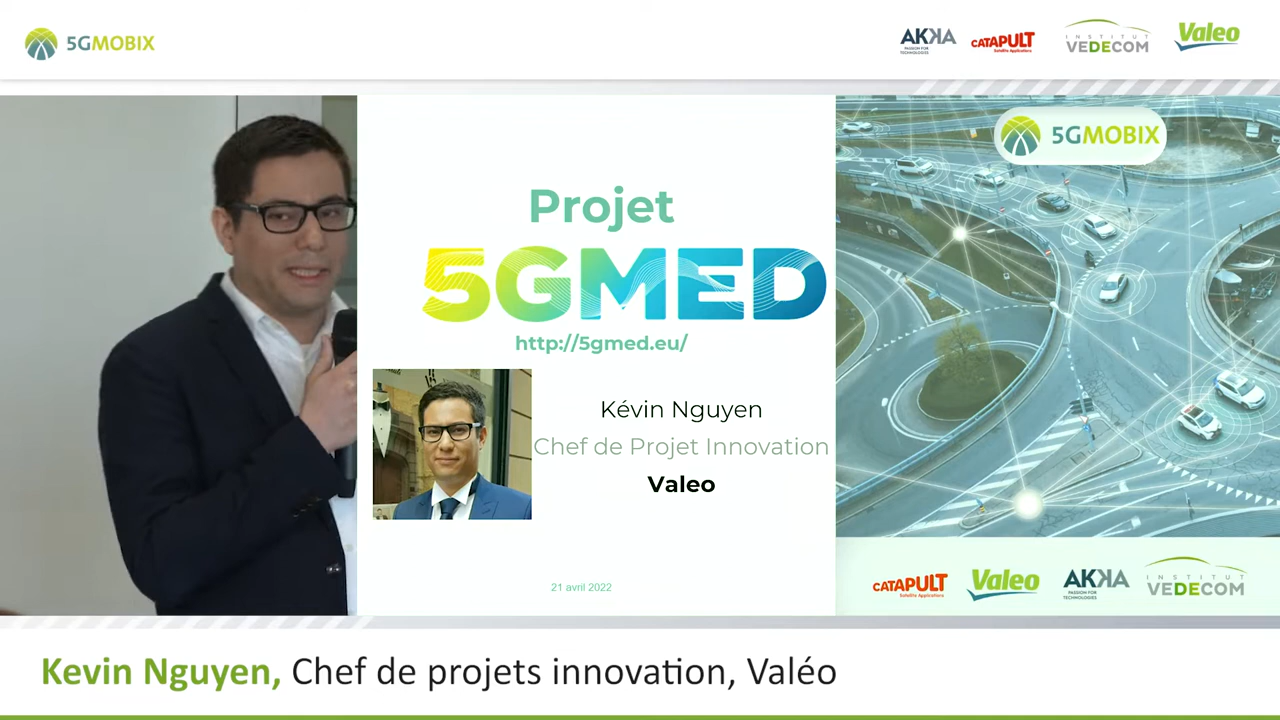 5GMOBIX
AKKA
PASSION FOR
TECHNOLOGIES
CATAPULT
Satellite Applications
INSTITUT
VEDECOM
Valeo
5GMOBIX
Projet
5GMED
http://5gmed.eu/
Kévin Nguyen
Chef de Projet Innovation
Valeo
21 avril 2022
CATAPULT
Satellite Applications
Valeo
AKKA
PASSION FOR
TECHNOLOGIES
INSTITUT
VEDECOM
Kevin Nguyen, Chef de projets innovation, Valéo